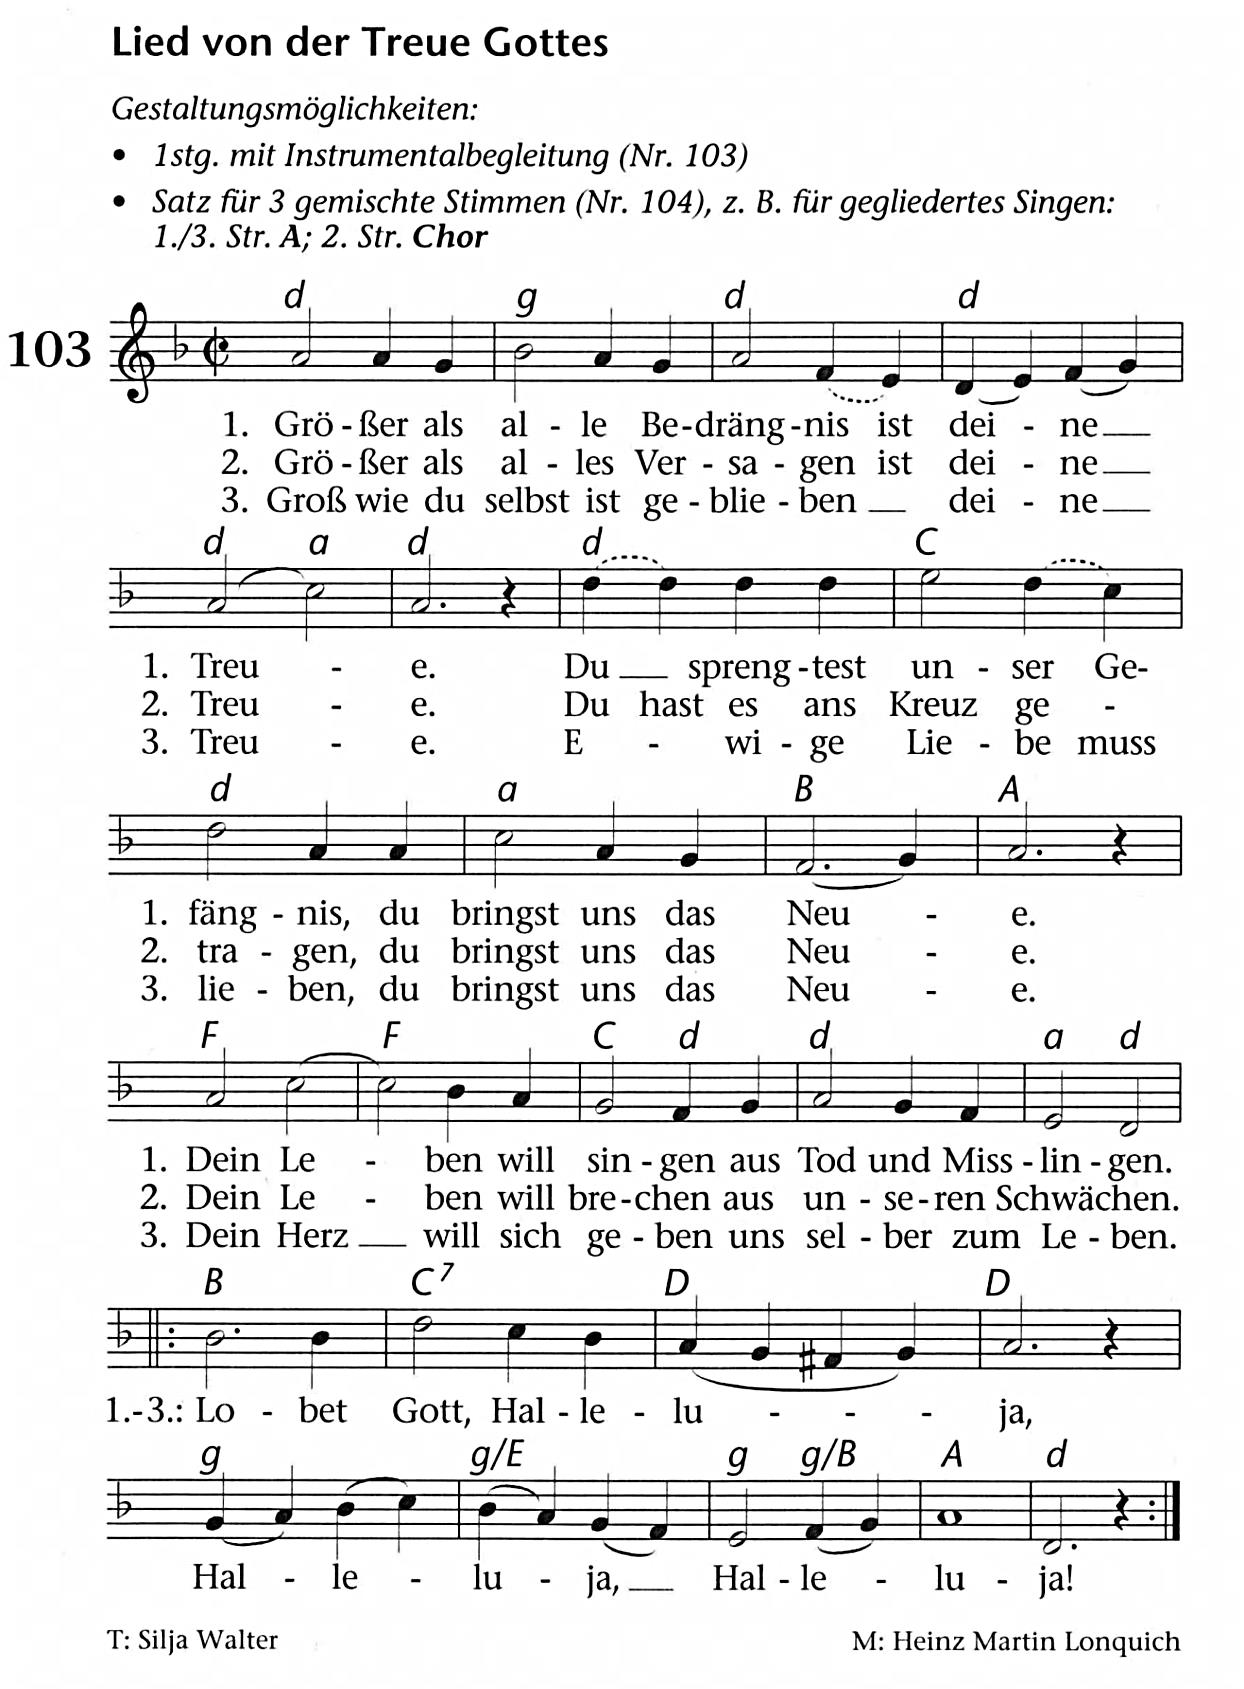 Lied von der Treue Gottes
Gestaltungsmöglichkeiten:
• 1stg. mit Instrumentalbegleitung (Nr. 103)
• Satz für 3 gemischte Stimmen (Nr. 104), z. B. für gegliedertes Singen:
1./3. Str. A; 2. Str. Chor
d g d d
103
1. Grö - ßer als al - le Be-dräng-nis ist dei - ne
2. Grö - ßer als al - les Ver - sa - gen ist dei - ne
3. Groß wie du selbst ist ge - blie - ben dei - ne
d a d d C
1. Treu - e. Du spreng-test un - ser Ge-
2. Treu - e. Du hast es ans Kreuz ge -
3. Treu - e. E - wi - ge Lie - be muss
d a B A
1. fäng - nis, du bringst uns das Neu - e.
2. tra - gen, du bringst uns das Neu - e.
3. lie - ben, du bringst uns das Neu - e.
F F C d d a d
1. Dein Le - ben will sin - gen aus Tod und Miss - lin - gen.
2. Dein Le - ben will bre-chen aus un - se-ren Schwächen.
3. Dein Herz will sich ge - ben uns sel - ber zum Le - ben.
B C7 D D
1.-3.: Lo - bet Gott, Hal - le - lu - - - ja,
g g/E g g/B A d
Hal - le - lu - ja, Hal - le - lu - ja!
T: Silja Walter M: Heinz Martin Lonquich